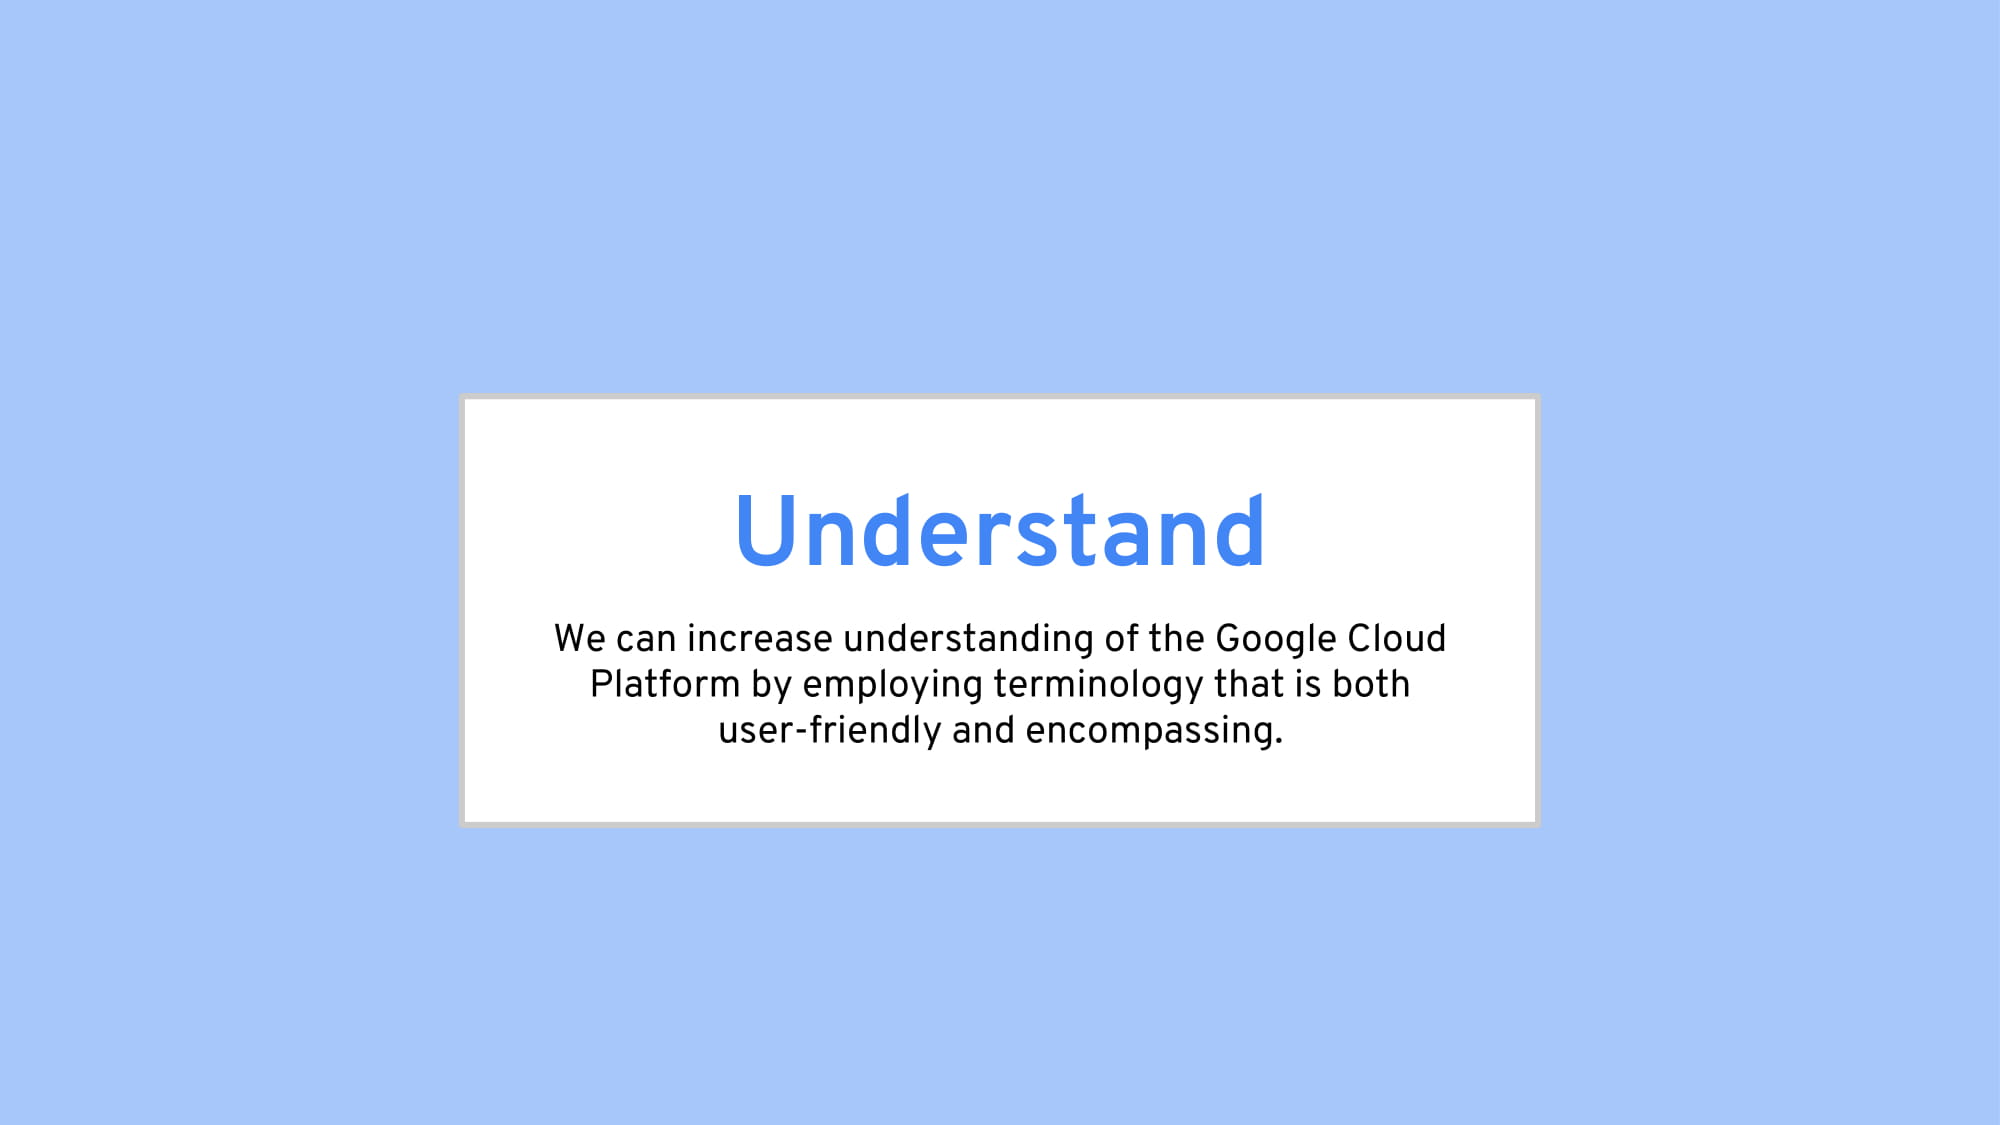 Understand
We can increase understanding of the Google Cloud
Platform by employing terminology that is both
user-friendly and encompassing.